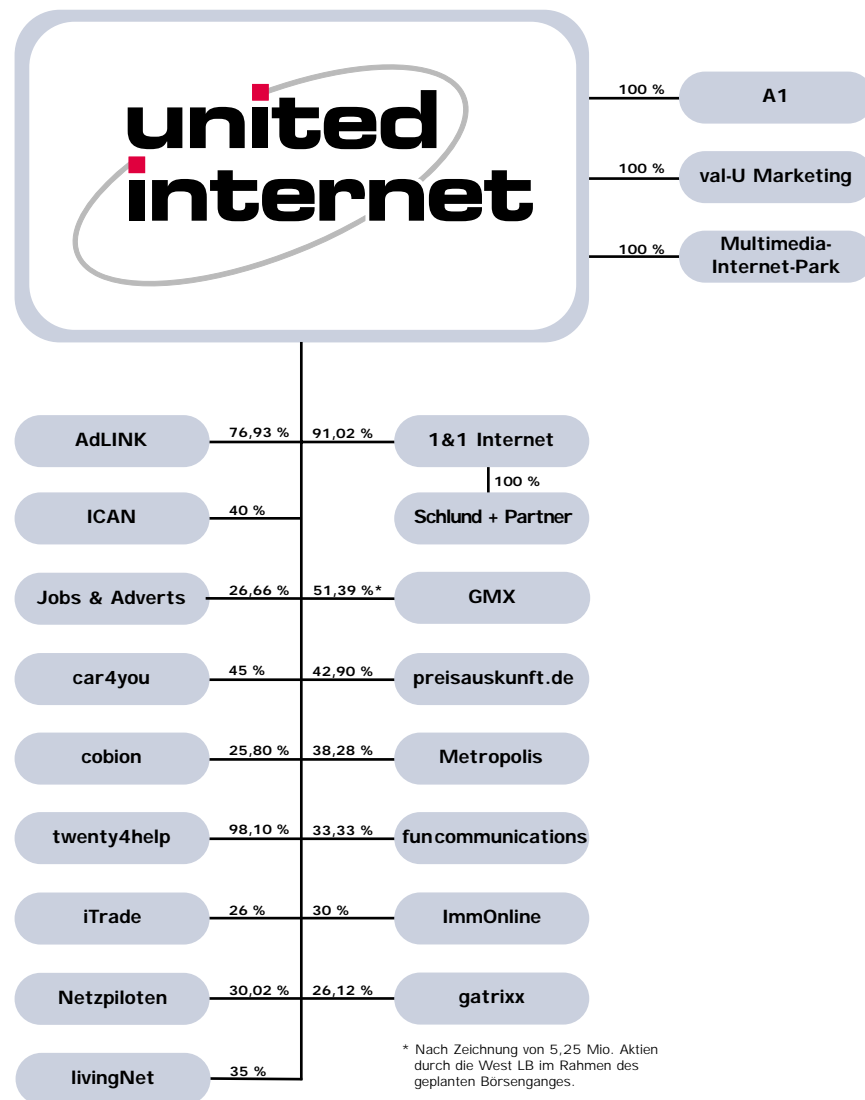 united
internet
100 %
A1
100 %
val-U Marketing
100 %
Multimedia-
Internet-Park
AdLINK
76,93 %
91,02 %
1&1 Internet
100 %
ICAN
40 %
Schlund + Partner
Jobs & Adverts
26,66 %
51,39 %*
GMX
car4you
45 %
42,90 %
preisauskunft.de
cobion
25,80 %
38,28 %
Metropolis
twenty4help
98,10 %
33,33 %
fun communications
iTrade
26 %
30 %
ImmOnline
Netzpiloten
30,02 %
26,12 %
gatrixx
livingNet
35 %
* Nach Zeichnung von 5,25 Mio. Aktien
durch die West LB im Rahmen des
geplanten Börsenganges.